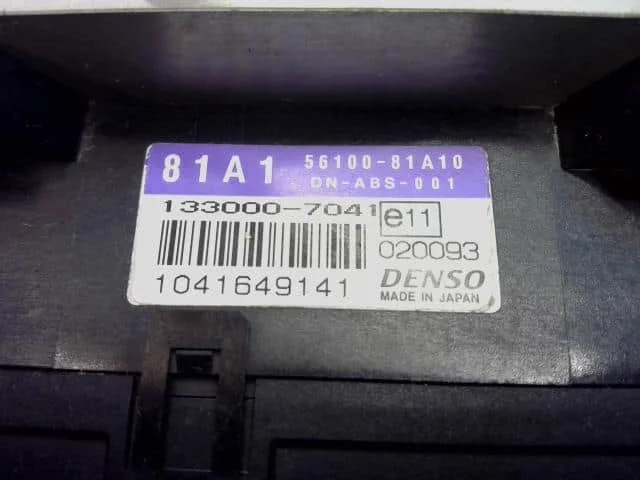 81A1 56100-81A10
DN-ABS-001
133000-7041 e11
020093
1041649141 DENSO
MADE IN JAPAN